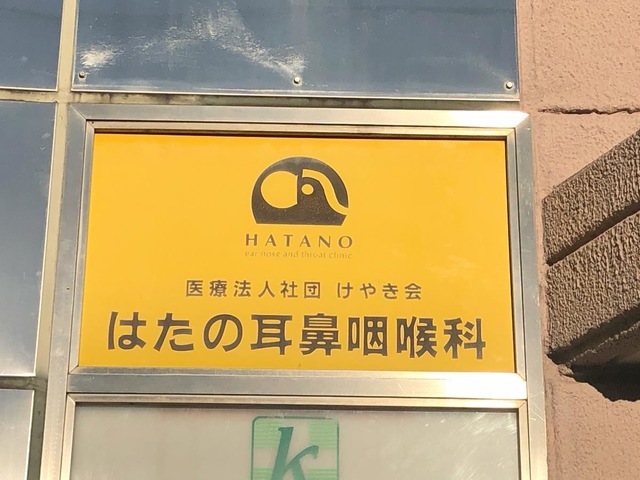 HATANO
ear nose and throat clinic
医療法人社団 けやき会
はたの耳鼻咽喉科
k